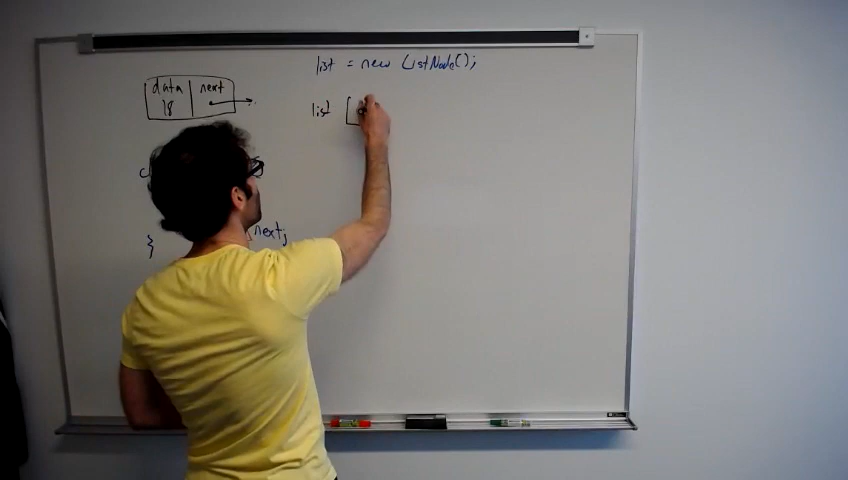 list = new ListNode();
data next
18
list
next;
}